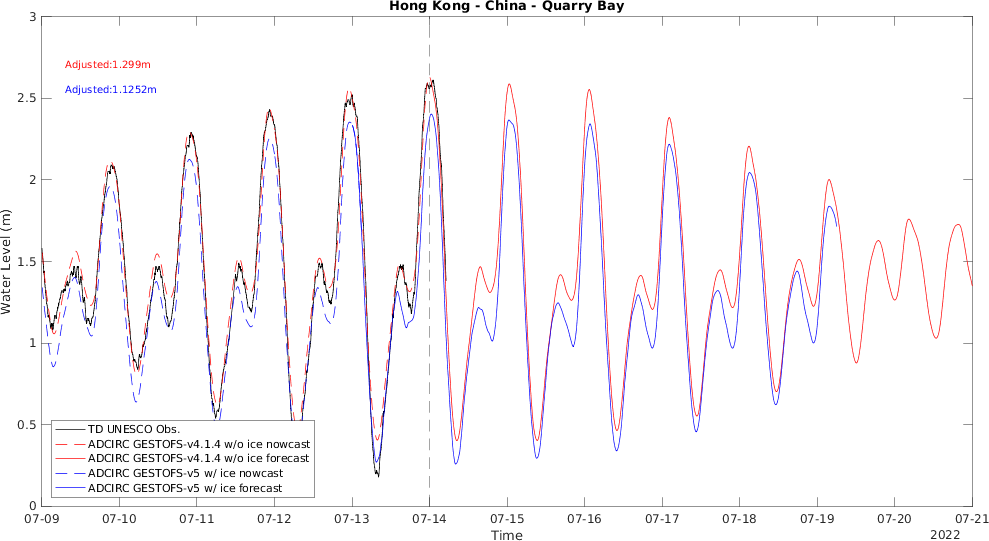 Hong Kong - China - Quarry Bay
Adjusted:1.299m
Adjusted:1.1252m
Water Level (m)
3
2.5
2
1.5
1
0.5
0
TD UNESCO Obs.
ADCIRC GESTOFS-v4.1.4 w/o ice nowcast
ADCIRC GESTOFS-v4.1.4 w/o ice forecast
ADCIRC GESTOFS-v5 w/ ice nowcast
ADCIRC GESTOFS-v5 w/ ice forecast
07-09 07-10 07-11 07-12 07-13 07-14 07-15 07-16 07-17 07-18 07-19 07-20 07-21
Time
2022